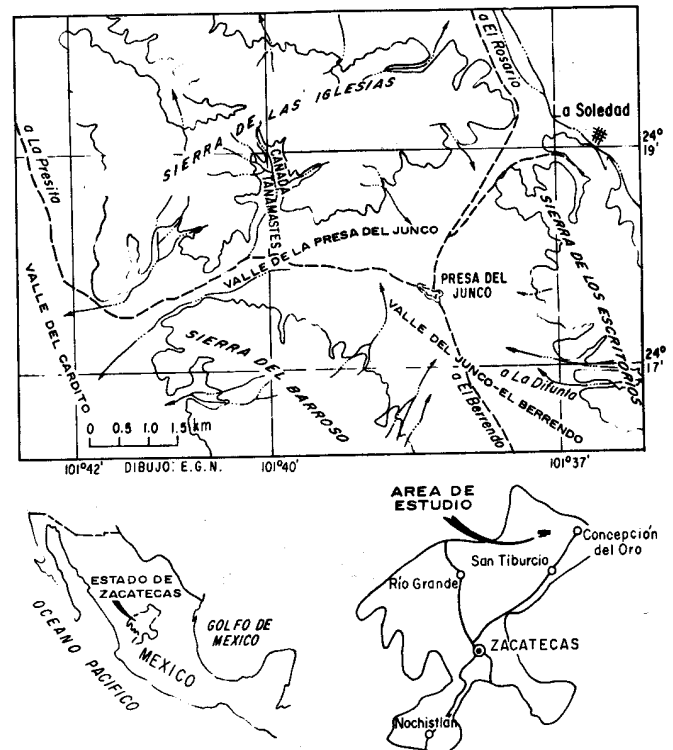 a El Rosario
a Soledad
SIERRA DE LAS IGLESIAS
24°
19'
a La Presita
CAÑADA
TANAMASTES
SIERRA DE LOS ESCRITORIOS
VALLE DE LA PRESA DEL JUNCO
PRESA DEL
JUNCO
VALLE DEL CARDITO
SIERRA DEL BARROSO
VALLE DEL JUNCO-EL BERRENDO
24°
17'
a La Difunta
a El Berrendo
0 0.5 1.0 1.5 km
101°42' DIBUJO: E.G.N. 101°40' 101°37'
AREA DE
ESTUDIO
Concepción
del Oro
San Tiburcio
Río Grande
ESTADO DE
ZACATECAS
GOLFO DE
MEXICO
OCEANO PACIFICO
MEXICO
ZACATECAS
Nochistlán